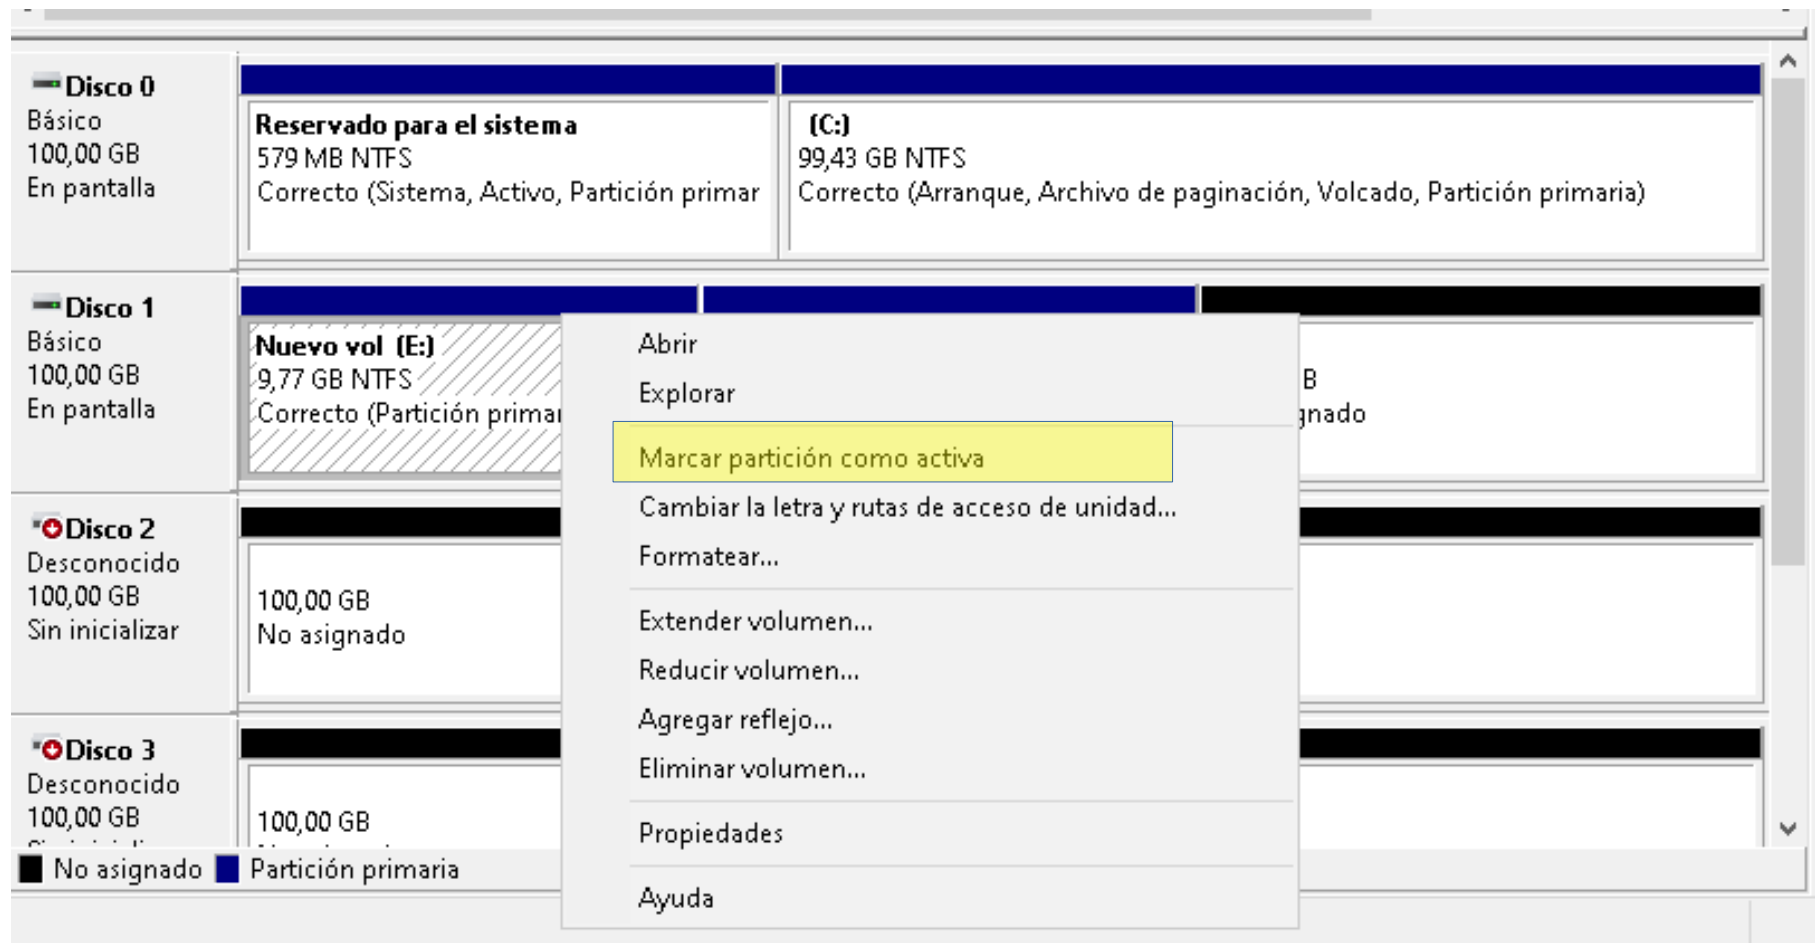 Disco 0
Básico
100,00 GB
En pantalla
Reservado para el sistema
579 MB NTFS
Correcto (Sistema, Activo, Partición primar
(C:)
99,43 GB NTFS
Correcto (Arranque, Archivo de paginación, Volcado, Partición primaria)
Disco 1
Básico
100,00 GB
En pantalla
Nuevo vol (E:)
9,77 GB NTFS
Correcto (Partición primar
B
gnado
Abrir
Explorar
Marcar partición como activa
Cambiar la letra y rutas de acceso de unidad...
Formatear...
Extender volumen...
Reducir volumen...
Agregar reflejo...
Eliminar volumen...
Propiedades
Ayuda
Disco 2
Desconocido
100,00 GB
Sin inicializar
100,00 GB
No asignado
Disco 3
Desconocido
100,00 GB
100,00 GB
No asignado
Partición primaria